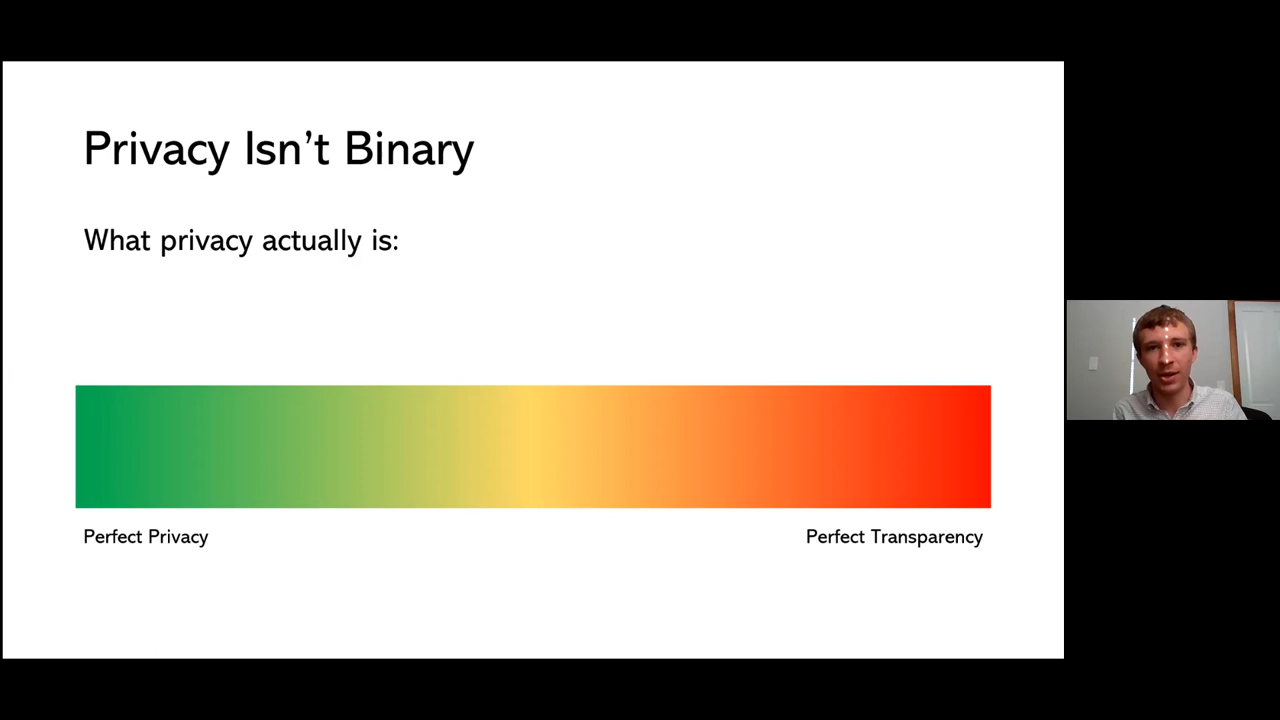 Privacy Isn’t Binary
What privacy actually is:
Perfect Privacy
Perfect Transparency